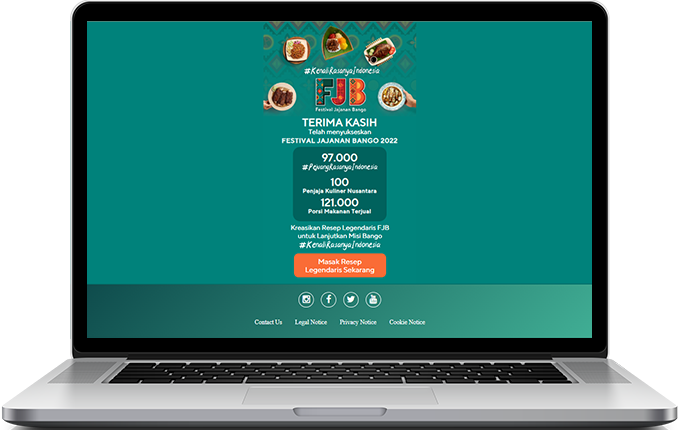 #KenaliRasanyaIndonesia
FJB
Festival Jajanan Bango
TERIMA KASIH
Telah menyukseskan
FESTIVAL JAJANAN BANGO 2022
97.000
#PejuangRasanyaIndonesia
100
Penjaja Kuliner Nusantara
121.000
Porsi Makanan Terjual
Kreasikan Resep Legendaris FJB
untuk Lanjutkan Misi Bango
#KenaliRasanyaIndonesia
Masak Resep
Legendaris Sekarang
Contact Us Legal Notice Privacy Notice Cookie Notice